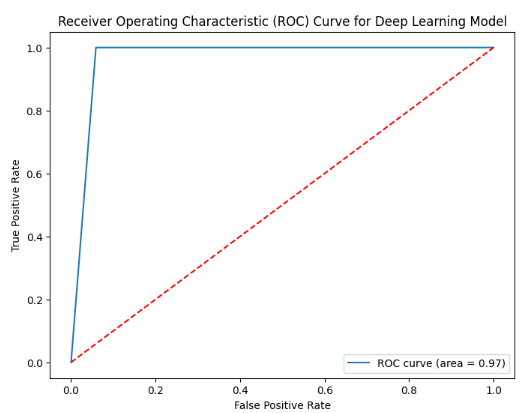 Receiver Operating Characteristic (ROC) Curve for Deep Learning Model
1.0
0.8
0.6
0.4
0.2
0.0
True Positive Rate
0.0 0.2 0.4 0.6 0.8 1.0
False Positive Rate
ROC curve (area = 0.97)